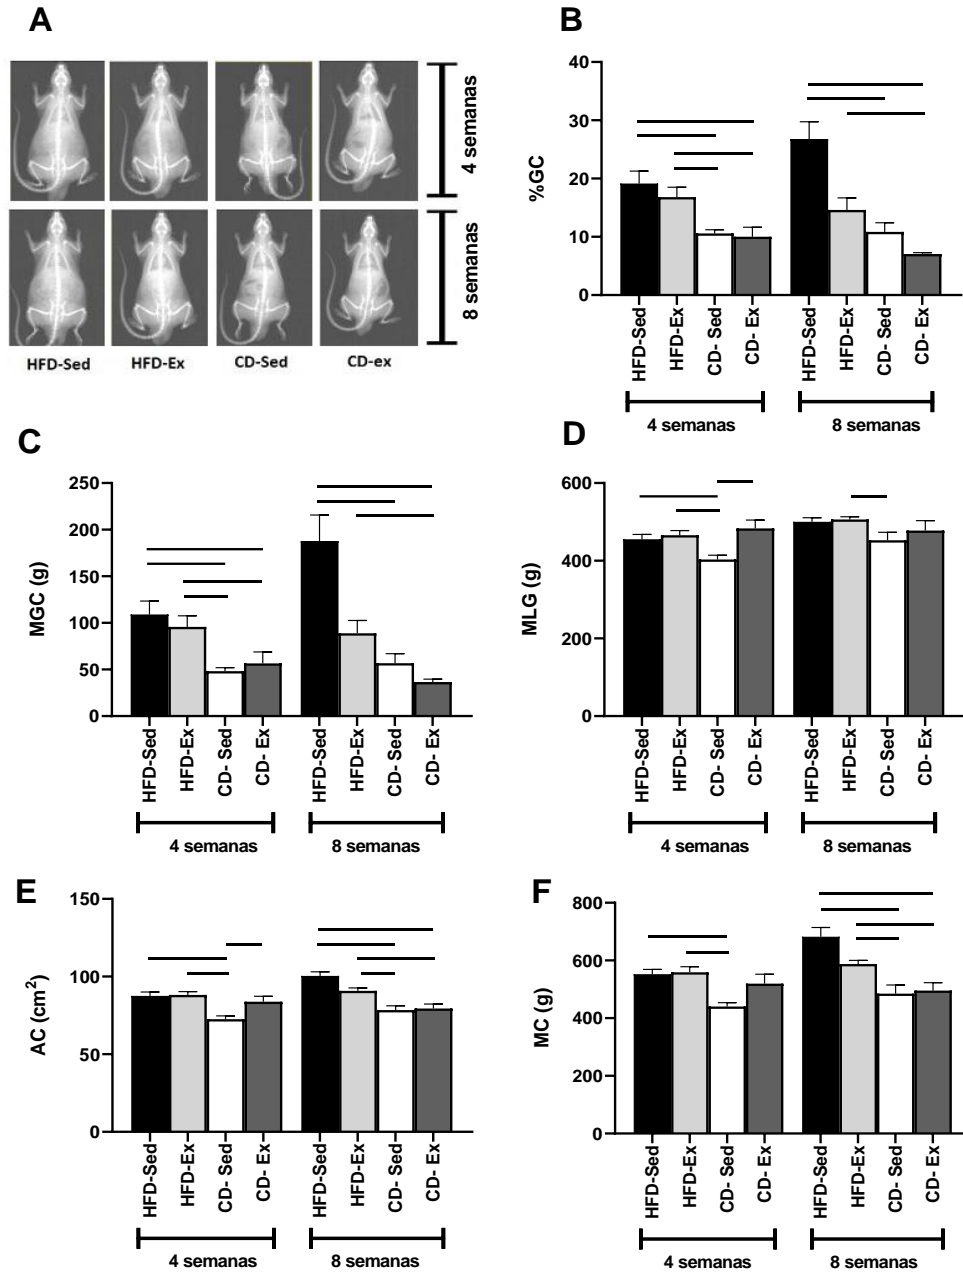 A
4 semanas
8 semanas
HFD-Sed HFD-Ex CD-Sed CD-ex
B
%GC
40
30
20
10
0
HFD-Sed
HFD-Ex
CD- Sed
CD- Ex
HFD-Sed
HFD-Ex
CD- Sed
CD- Ex
4 semanas 8 semanas
C
MGC (g)
250
200
150
100
50
0
HFD-Sed
HFD-Ex
CD- Sed
CD- Ex
HFD-Sed
HFD-Ex
CD- Sed
CD- Ex
4 semanas 8 semanas
D
MLG (g)
600
400
200
0
HFD-Sed
HFD-Ex
CD- Sed
CD- Ex
HFD-Sed
HFD-Ex
CD- Sed
CD- Ex
4 semanas 8 semanas
E
AC (cm²)
150
100
50
0
HFD-Sed
HFD-Ex
CD- Sed
CD- Ex
HFD-Sed
HFD-Ex
CD- Sed
CD- Ex
4 semanas 8 semanas
F
MC (g)
800
600
400
200
0
HFD-Sed
HFD-Ex
CD- Sed
CD- Ex
HFD-Sed
HFD-Ex
CD- Sed
CD- Ex
4 semanas 8 semanas